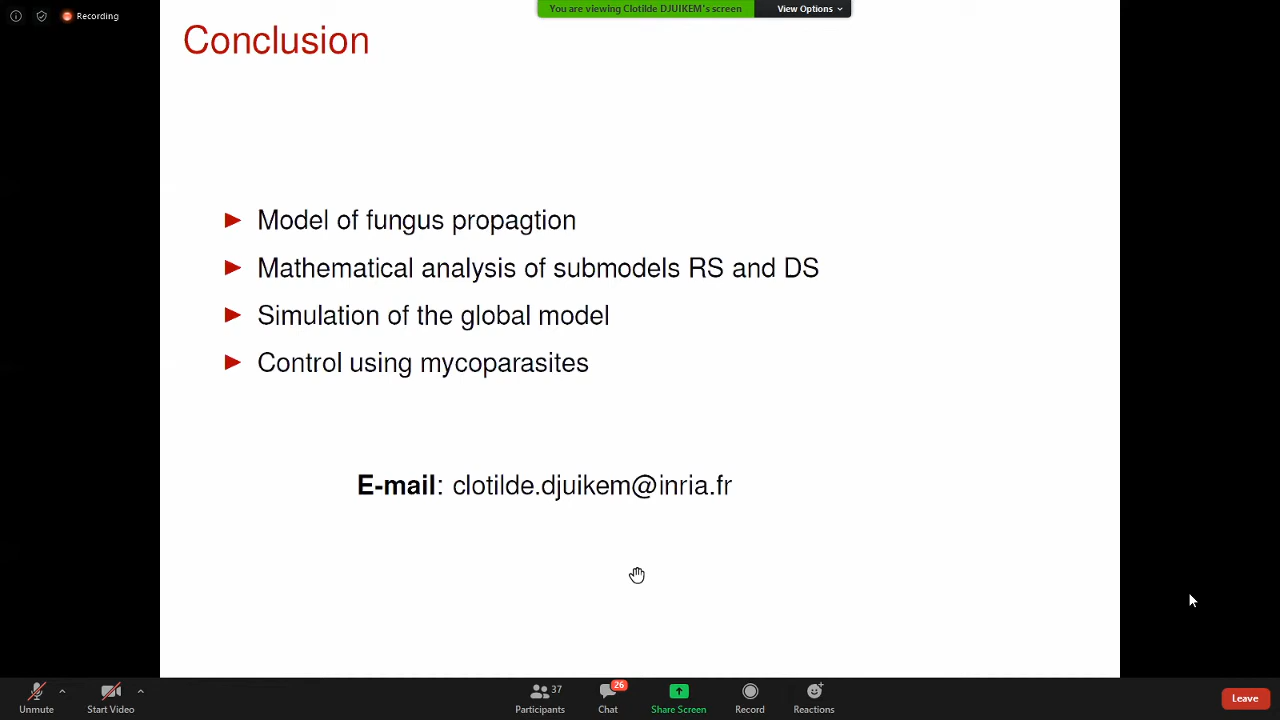 Recording
You are viewing Clotilde DJUIKEM's screen
View Options
Conclusion
Model of fungus propagtion
Mathematical analysis of submodels RS and DS
Simulation of the global model
Control using mycoparasites
E-mail: clotilde.djuikem@inria.fr
37
26
Unmute
Start Video
Participants
Chat
Share Screen
Record
Reactions
Leave